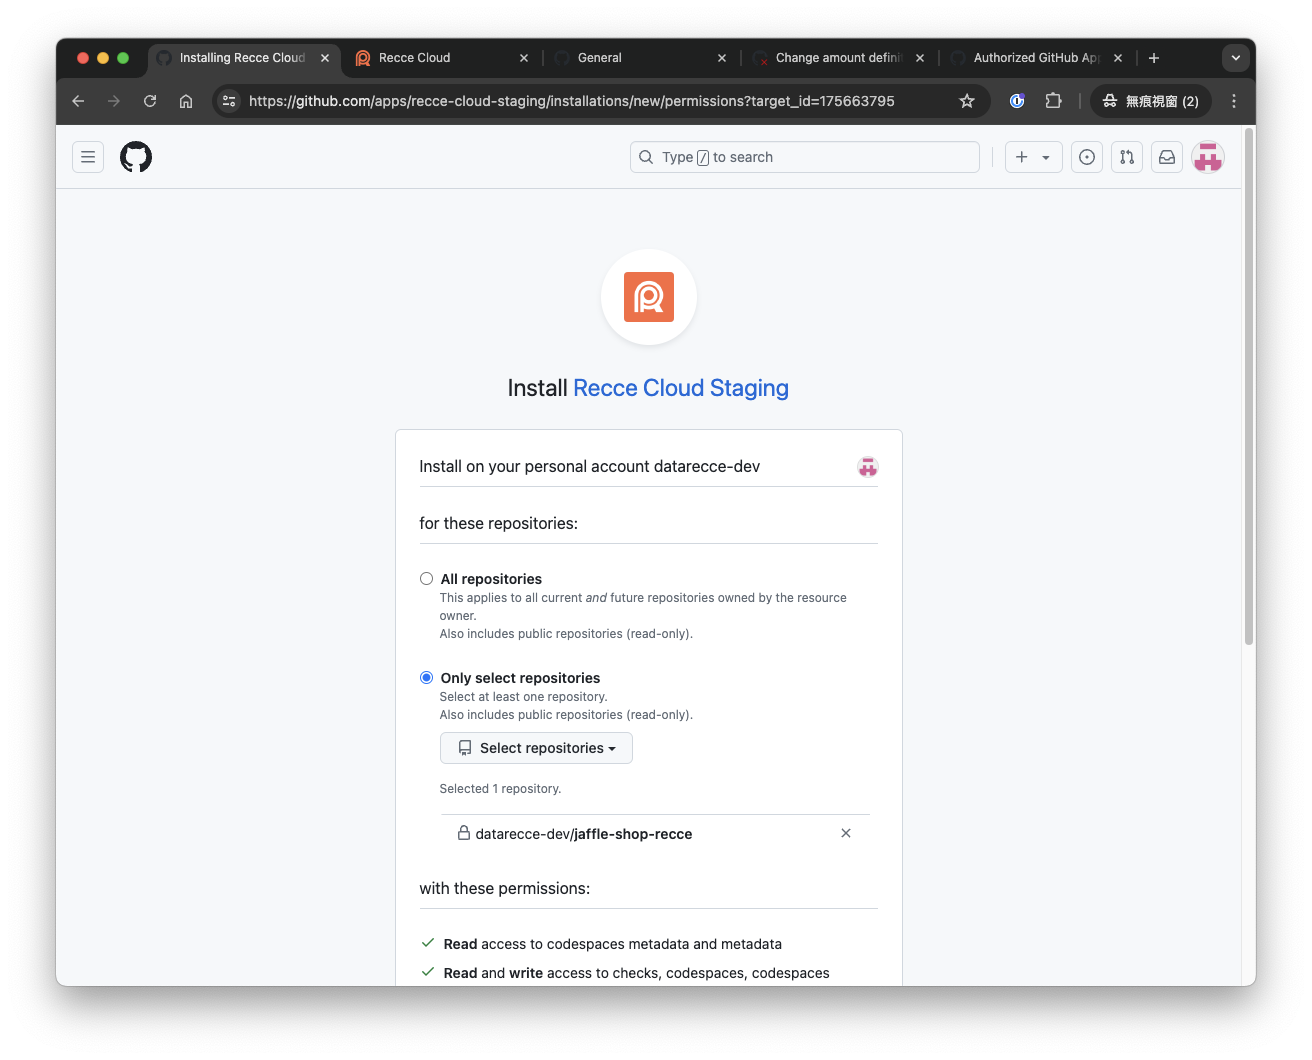 Installing Recce Cloud
Recce Cloud
General
Change amount defini
Authorized GitHub Ap
https://github.com/apps/recce-cloud-staging/installations/new/permissions?target_id=175663795
無痕視窗 (2)
Type / to search
Install Recce Cloud Staging
Install on your personal account datarecce-dev
for these repositories:
All repositories
This applies to all current and future repositories owned by the resource
owner.
Also includes public repositories (read-only).
Only select repositories
Select at least one repository.
Also includes public repositories (read-only).
Select repositories
Selected 1 repository.
datarecce-dev/jaffle-shop-recce
with these permissions:
Read access to codespaces metadata and metadata
Read and write access to checks, codespaces, codespaces